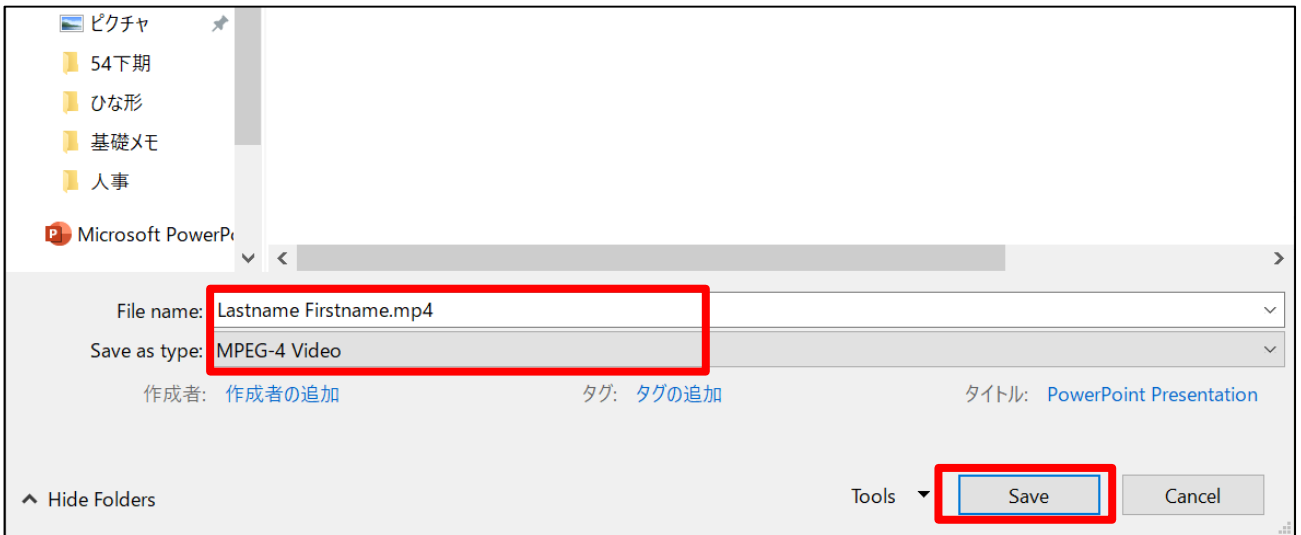 ピクチャ
54下期
ひな形
基礎メモ
人事
Microsoft PowerP
File name: Lastname Firstname.mp4
Save as type: MPEG-4 Video
作成者: 作成者の追加 タグ: タグの追加 タイトル: PowerPoint Presentation
Hide Folders Tools Save Cancel